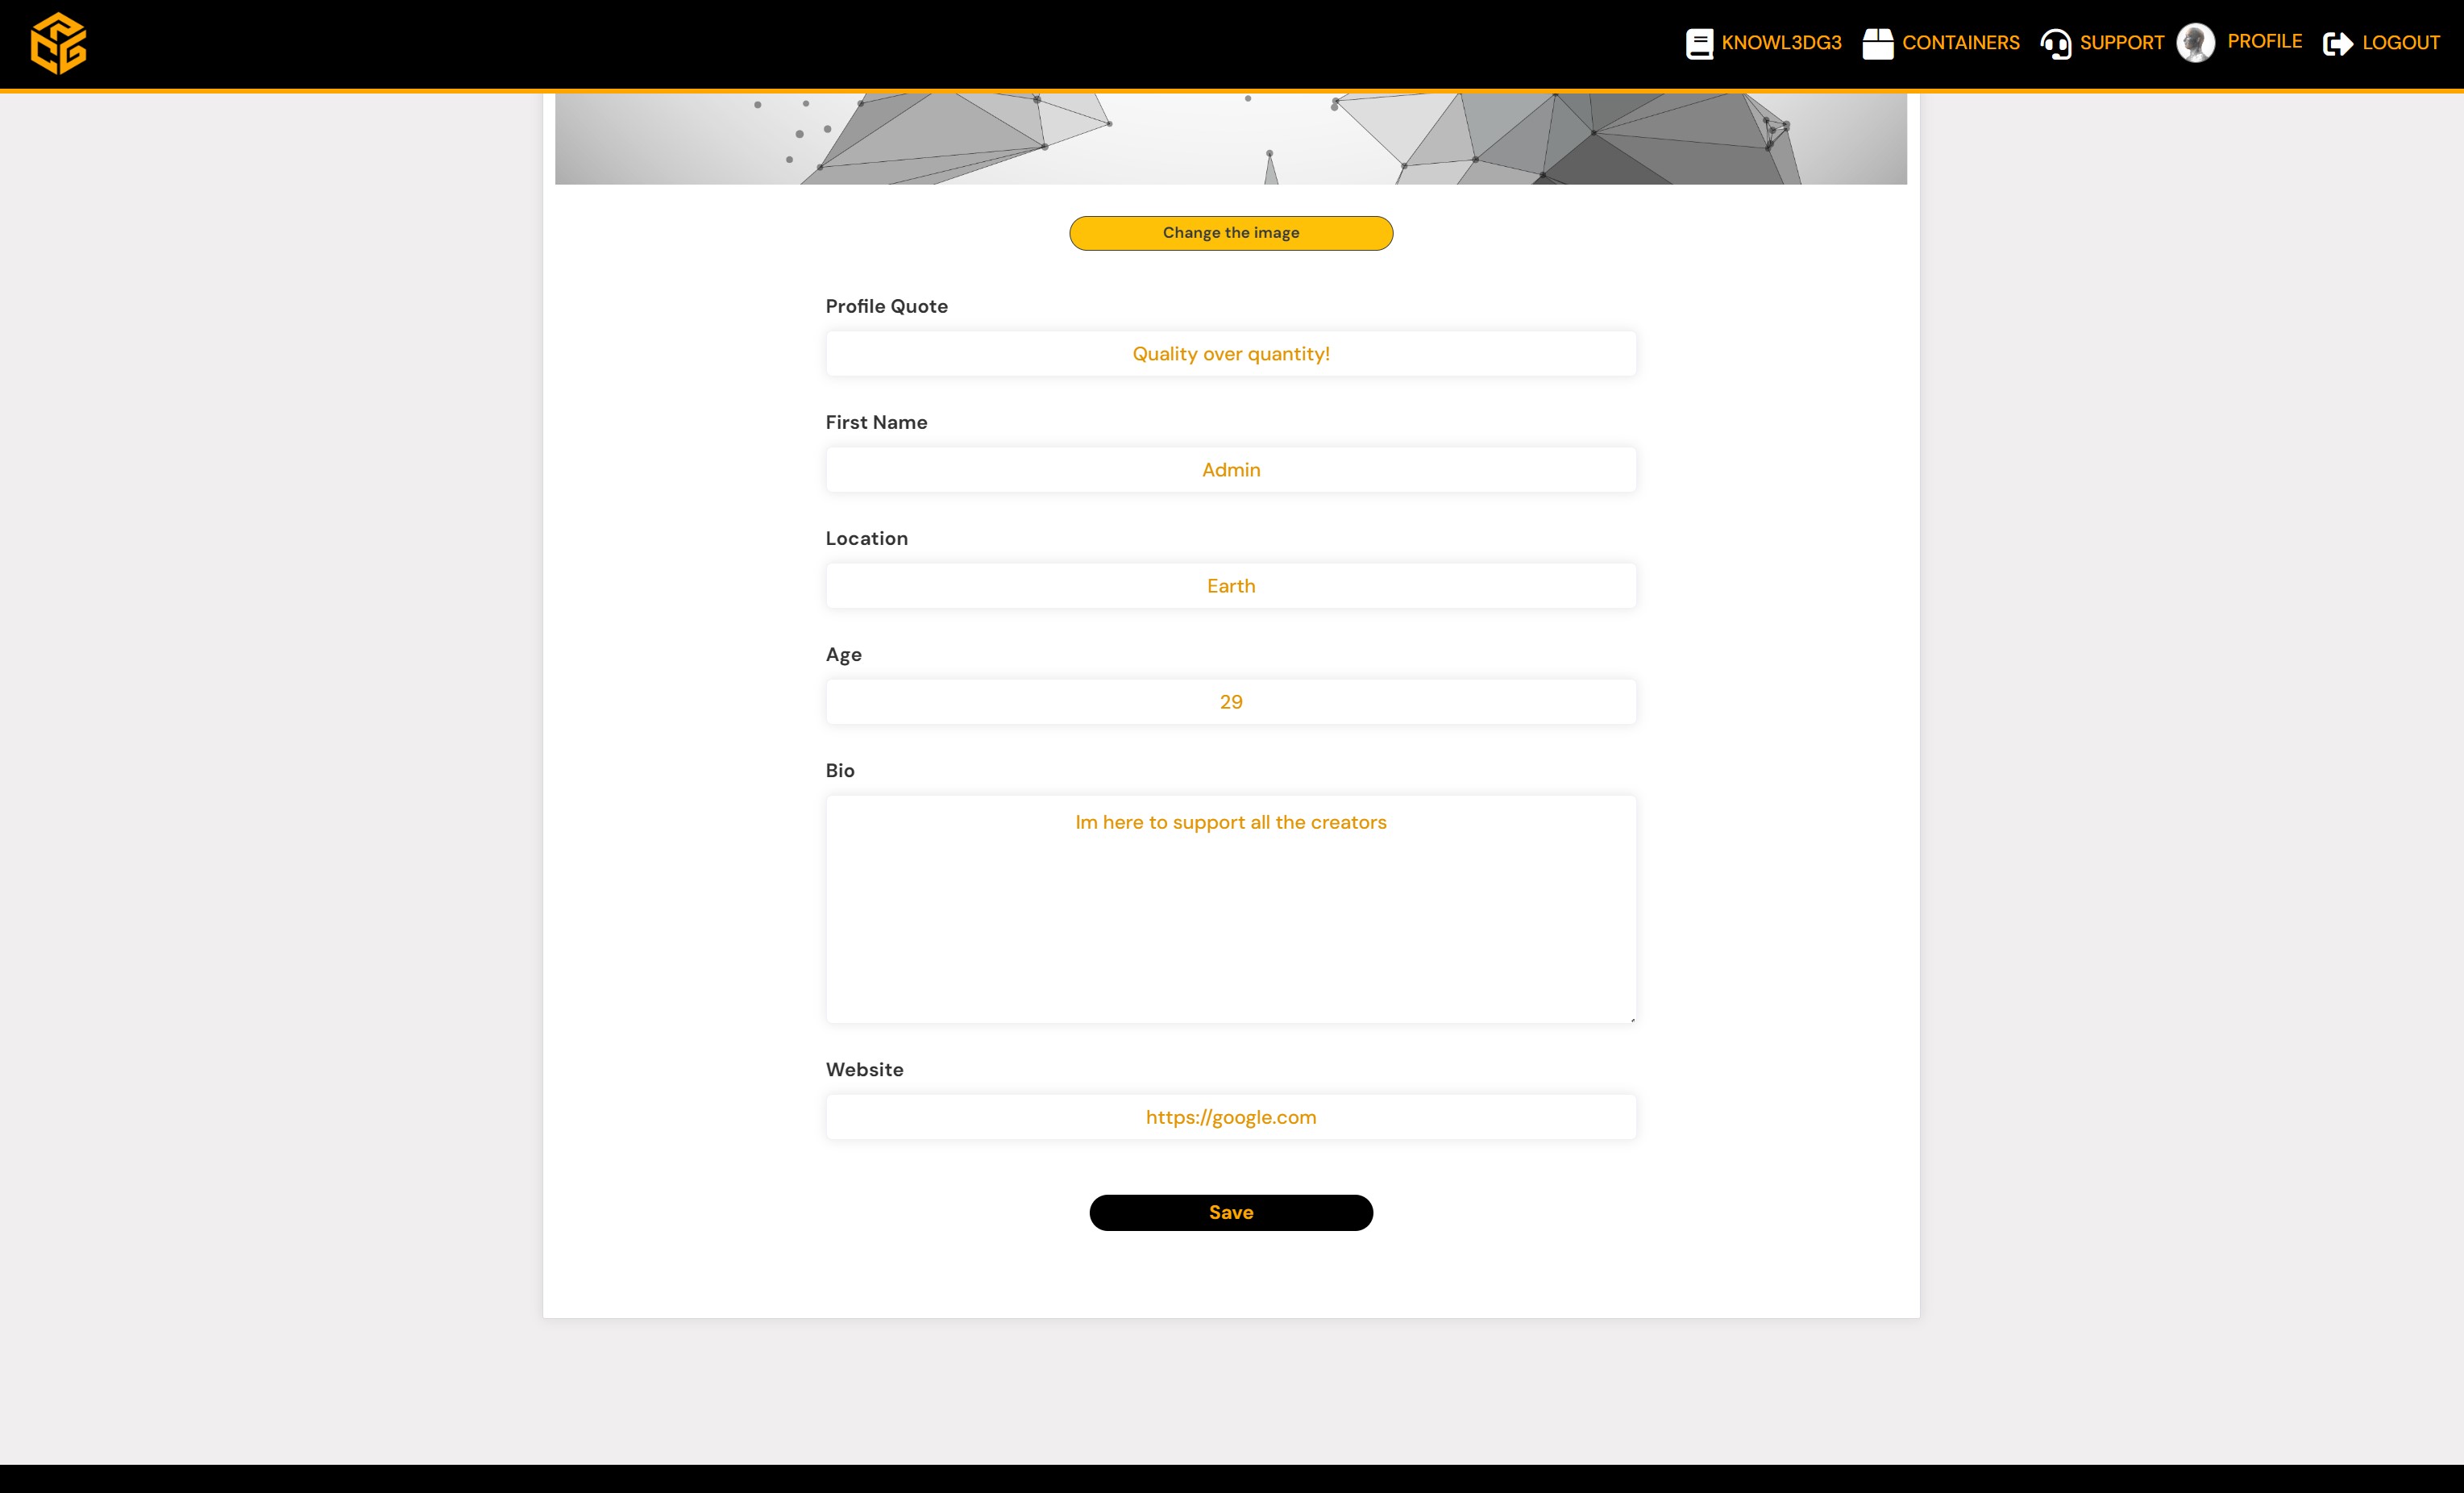 KNOWL3DG3 CONTAINERS SUPPORT PROFILE LOGOUT
Change the image
Profile Quote
Quality over quantity!
First Name
Admin
Location
Earth
Age
29
Bio
Im here to support all the creators
Website
https://google.com
Save